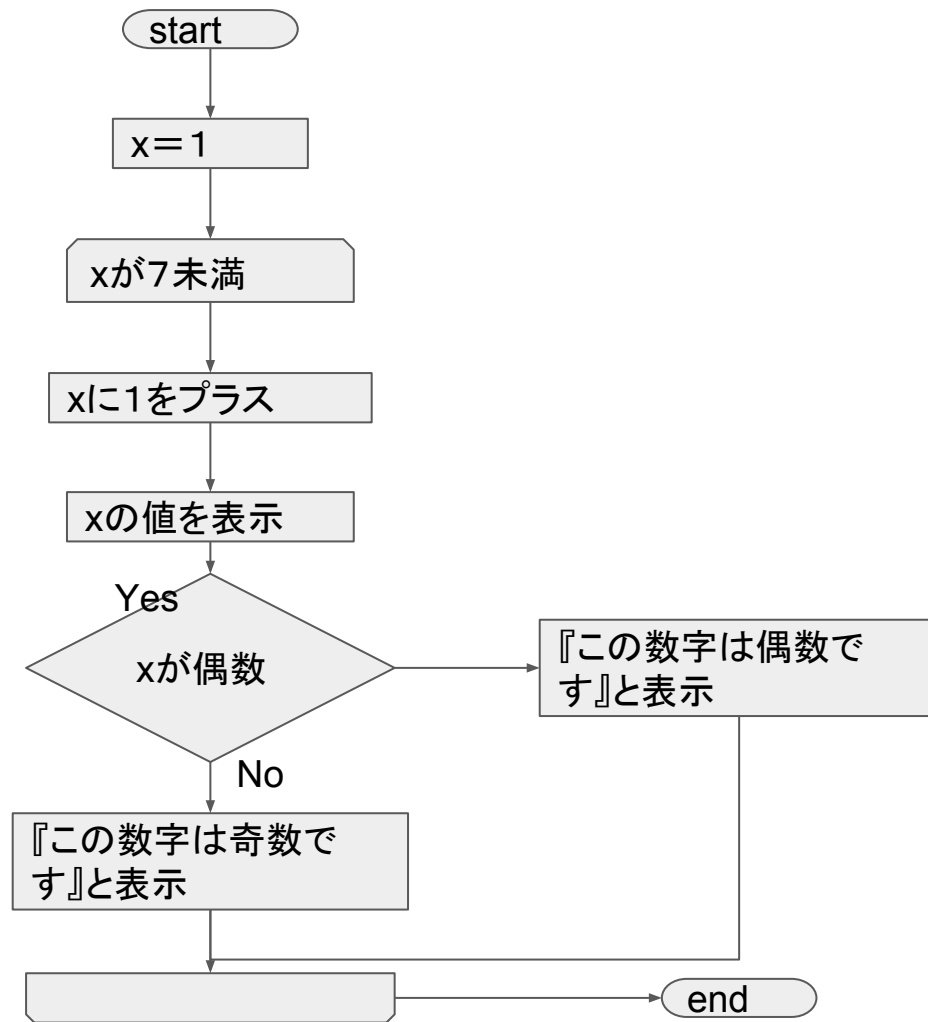 start
x＝１
xが７未満
xに１をプラス
xの値を表示
Yes
xが偶数
『この数字は偶数で
す』と表示
No
『この数字は奇数で
す』と表示
end